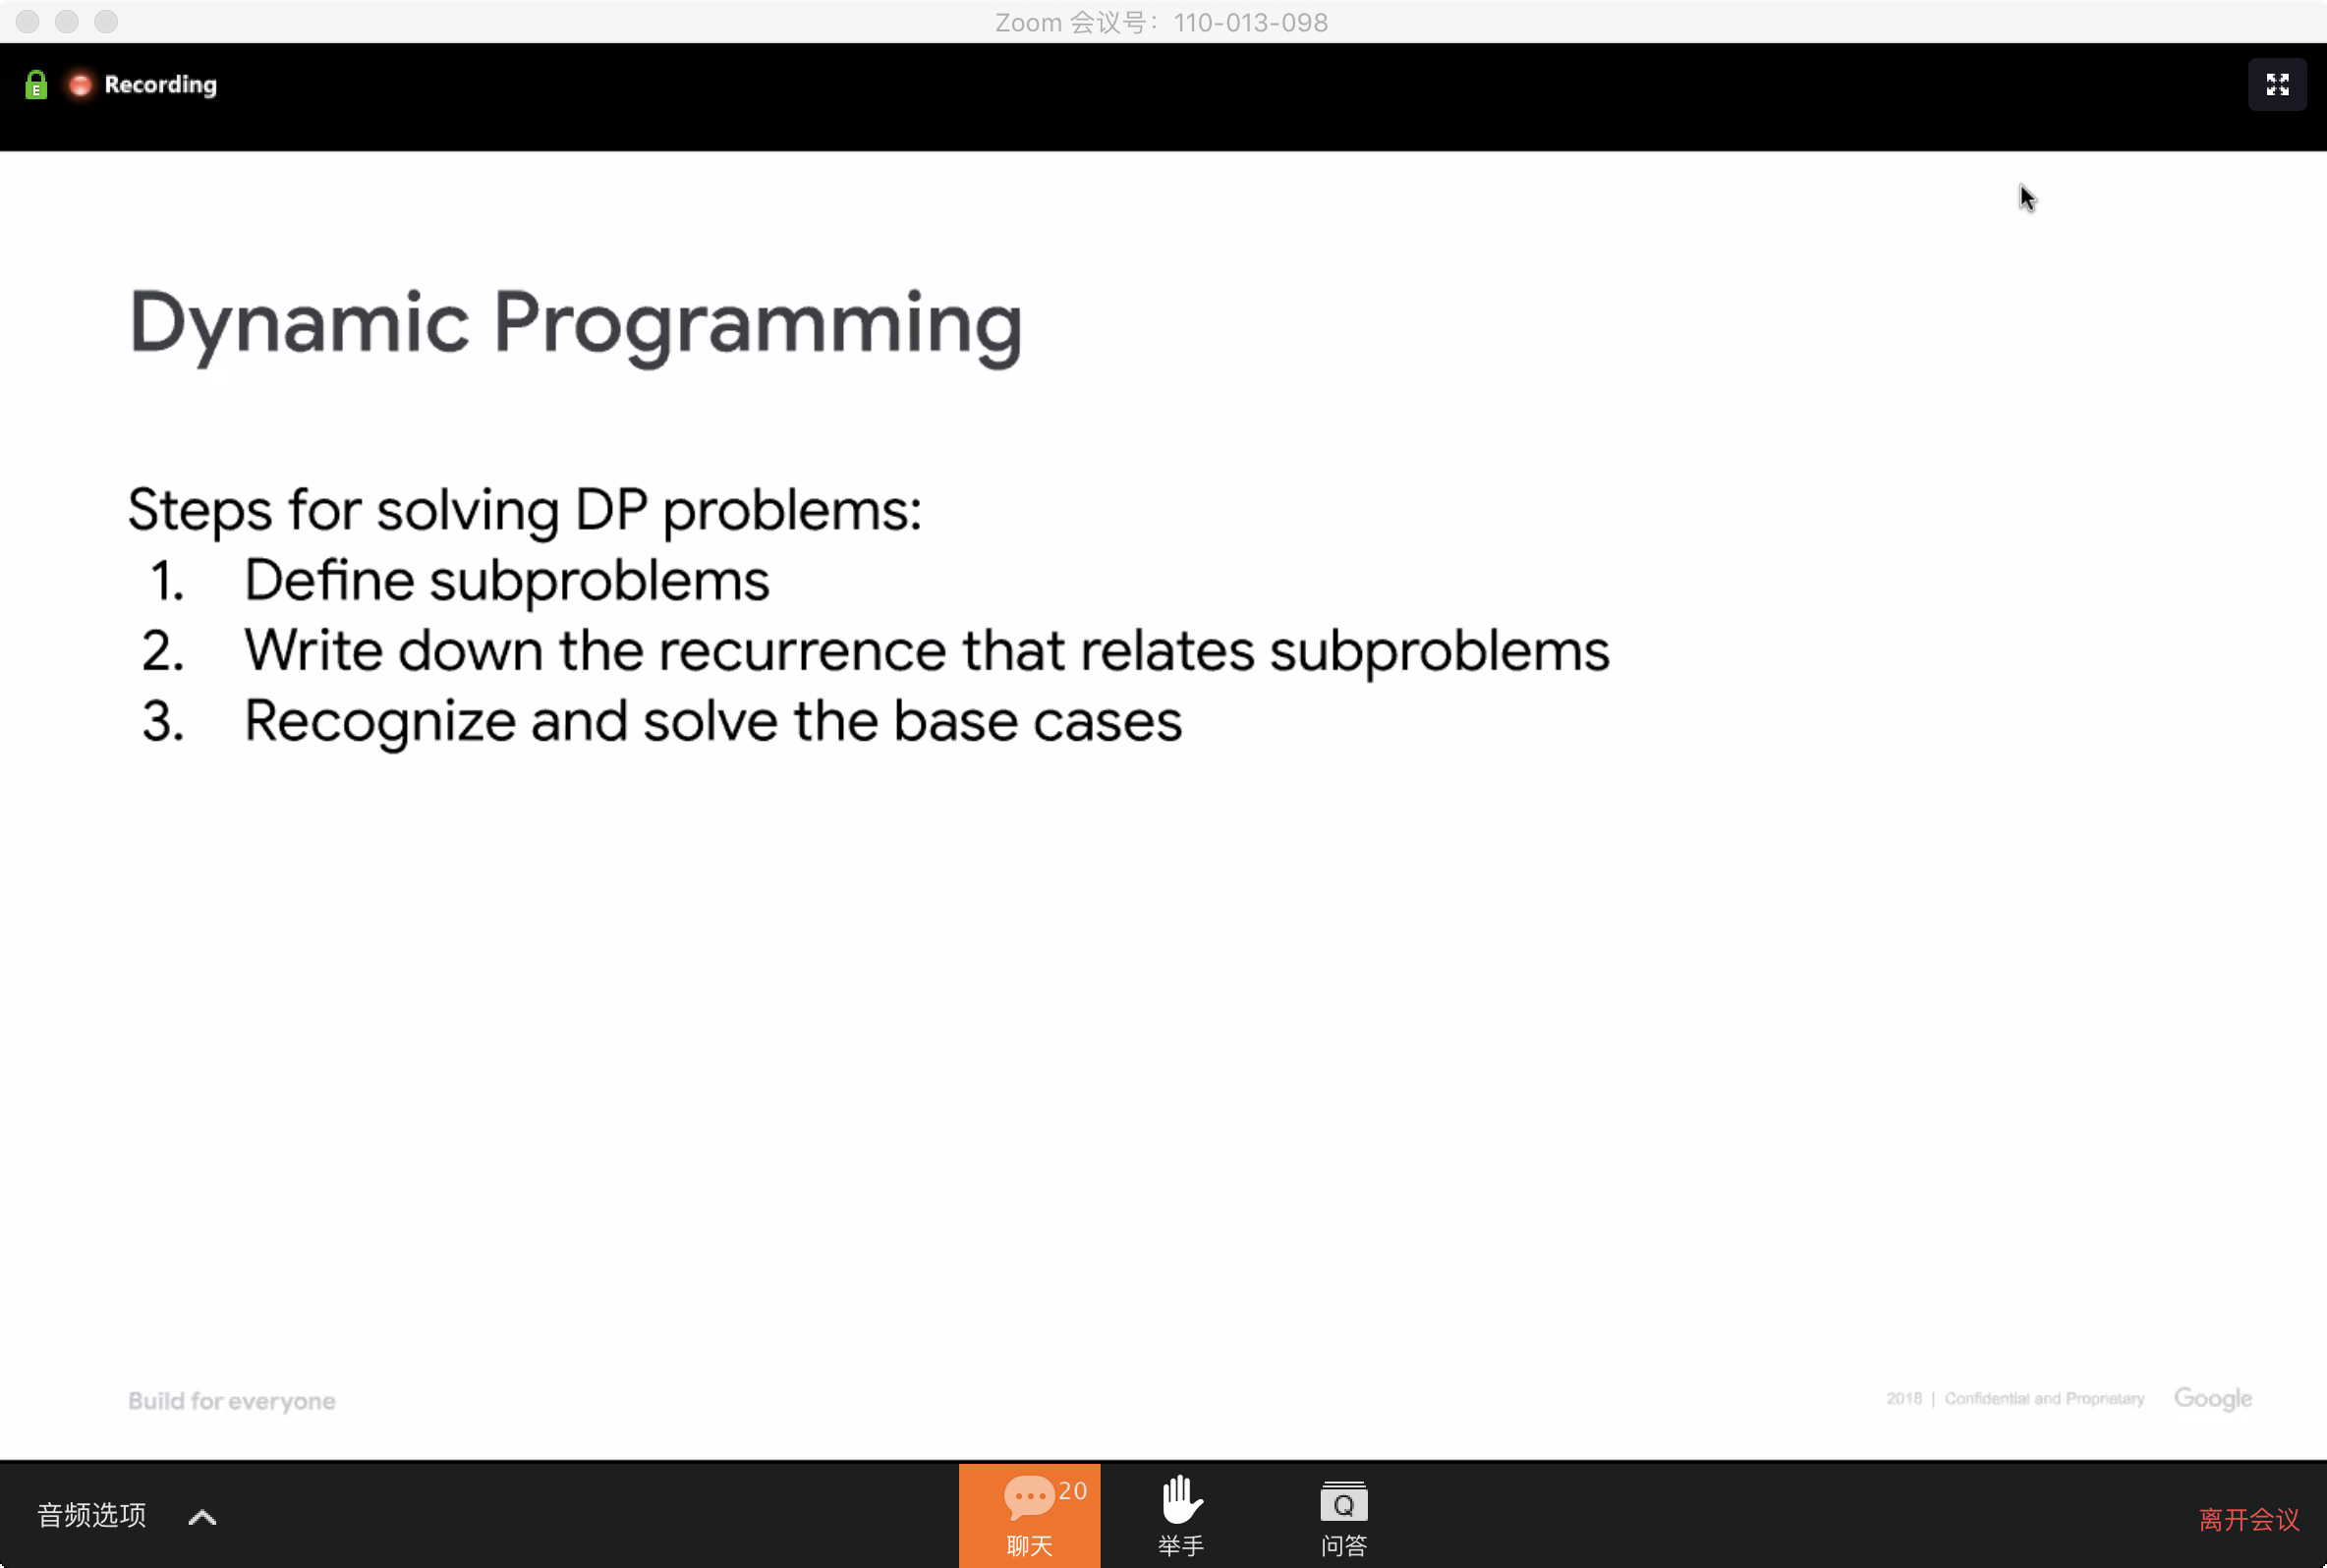 Zoom 会议号：110-013-098
E
Recording
Dynamic Programming
Steps for solving DP problems:
1. Define subproblems
2. Write down the recurrence that relates subproblems
3. Recognize and solve the base cases
Build for everyone
2018 | Confidential and Proprietary Google
音频选项
20
聊天
举手
Q
问答
离开会议